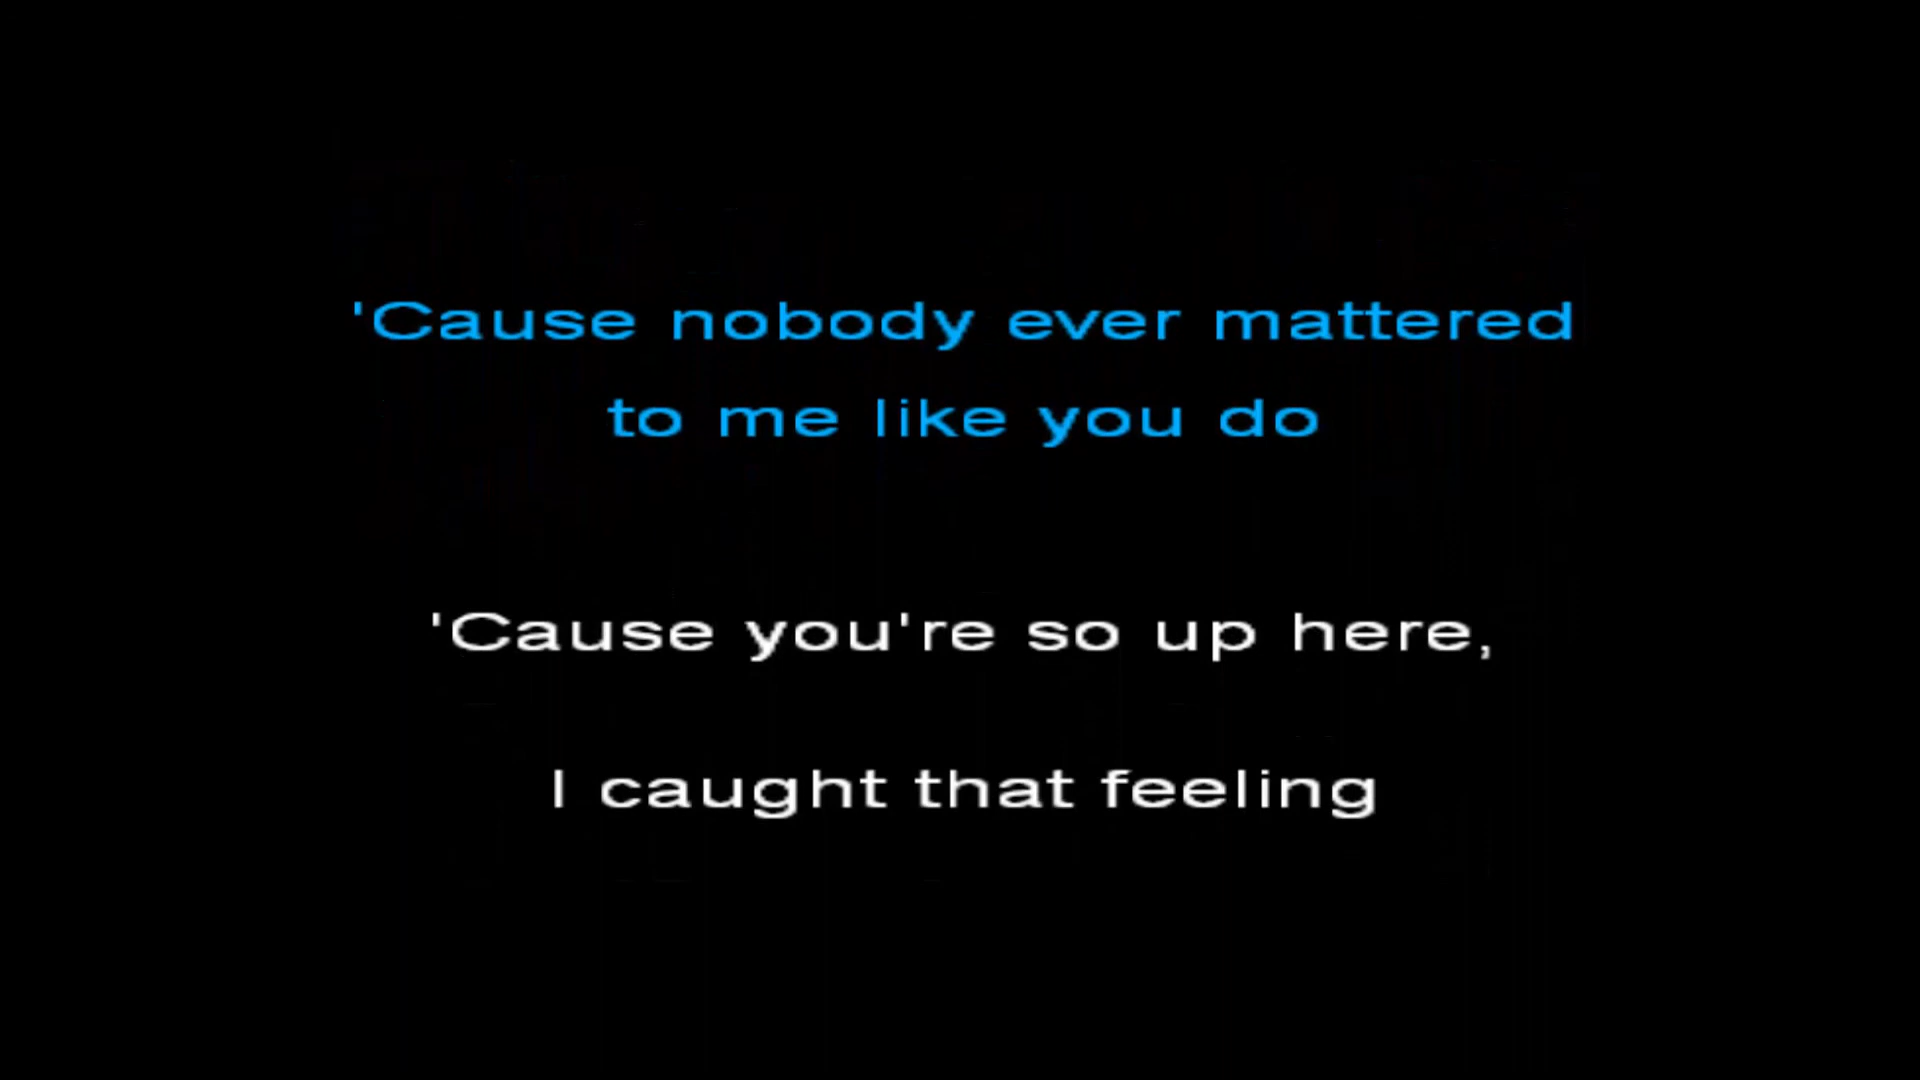 'Cause nobody ever mattered
to me like you do
'Cause you're so up here,
I caught that feeling